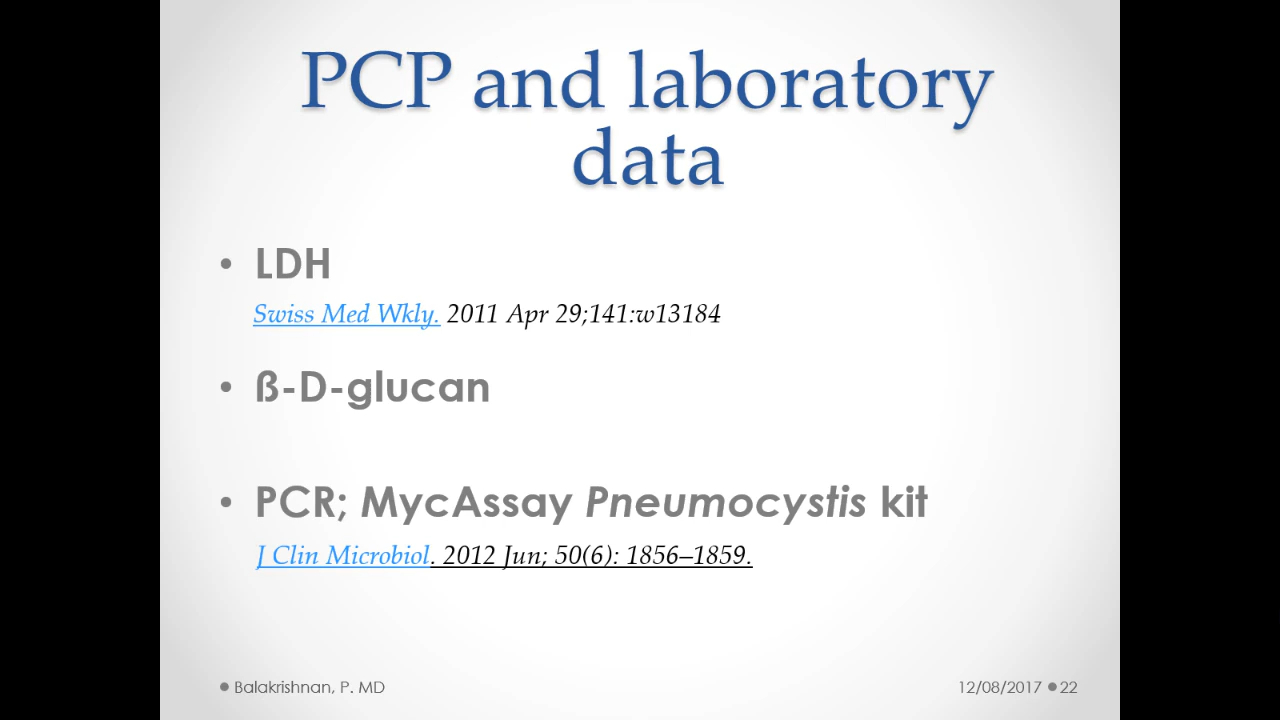 PCP and laboratory
data
• LDH
Swiss Med Wkly. 2011 Apr 29;141:w13184
• ß-D-glucan
• PCR; MycAssay Pneumocystis kit
J Clin Microbiol. 2012 Jun; 50(6): 1856–1859.
● Balakrishnan, P. MD 12/08/2017 ● 22